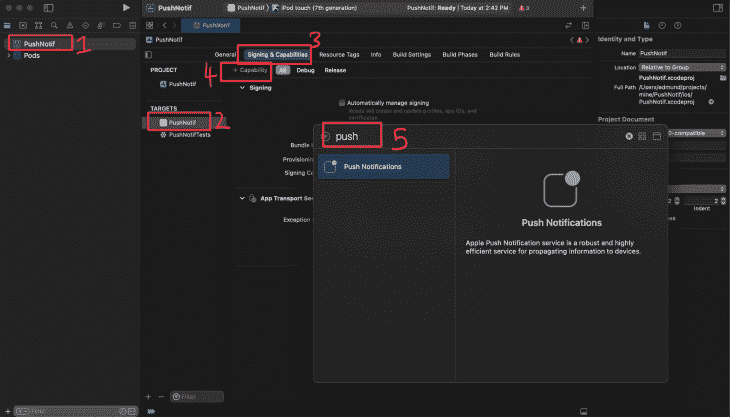 PushNotif
PushNotif
iPod touch (7th generation)
PushNotif: Ready | Today at 2:42 PM
3
PushNotif
PushNotif
1
Pods
PushNotif
3
General
Signing & Capabilities
Resource Tags
Info
Build Settings
Build Phases
Build Rules
4
+ Capability
All
Debug
Release
PROJECT
PushNotif
Signing
TARGETS
PushNotif
2
PushNotifTests
Automatically manage signing
Xcode will create and update profiles, app IDs, and
certificates.
Bundle I
Provisioning
Signing Ce
App Transport Sec
Exception
push
5
Push Notifications
Push Notifications
Apple Push Notification service is a robust and highly
efficient service for propagating information to devices.
Identity and Type
Name PushNotif
Location Relative to Group
PushNotif.xcodeproj
Full Path /Users/edmund/projects/
mine/PushNotif/ios/
PushNotif.xcodeproj
Project Document
.0-compatible
2
2
Indent
Filter
Filter